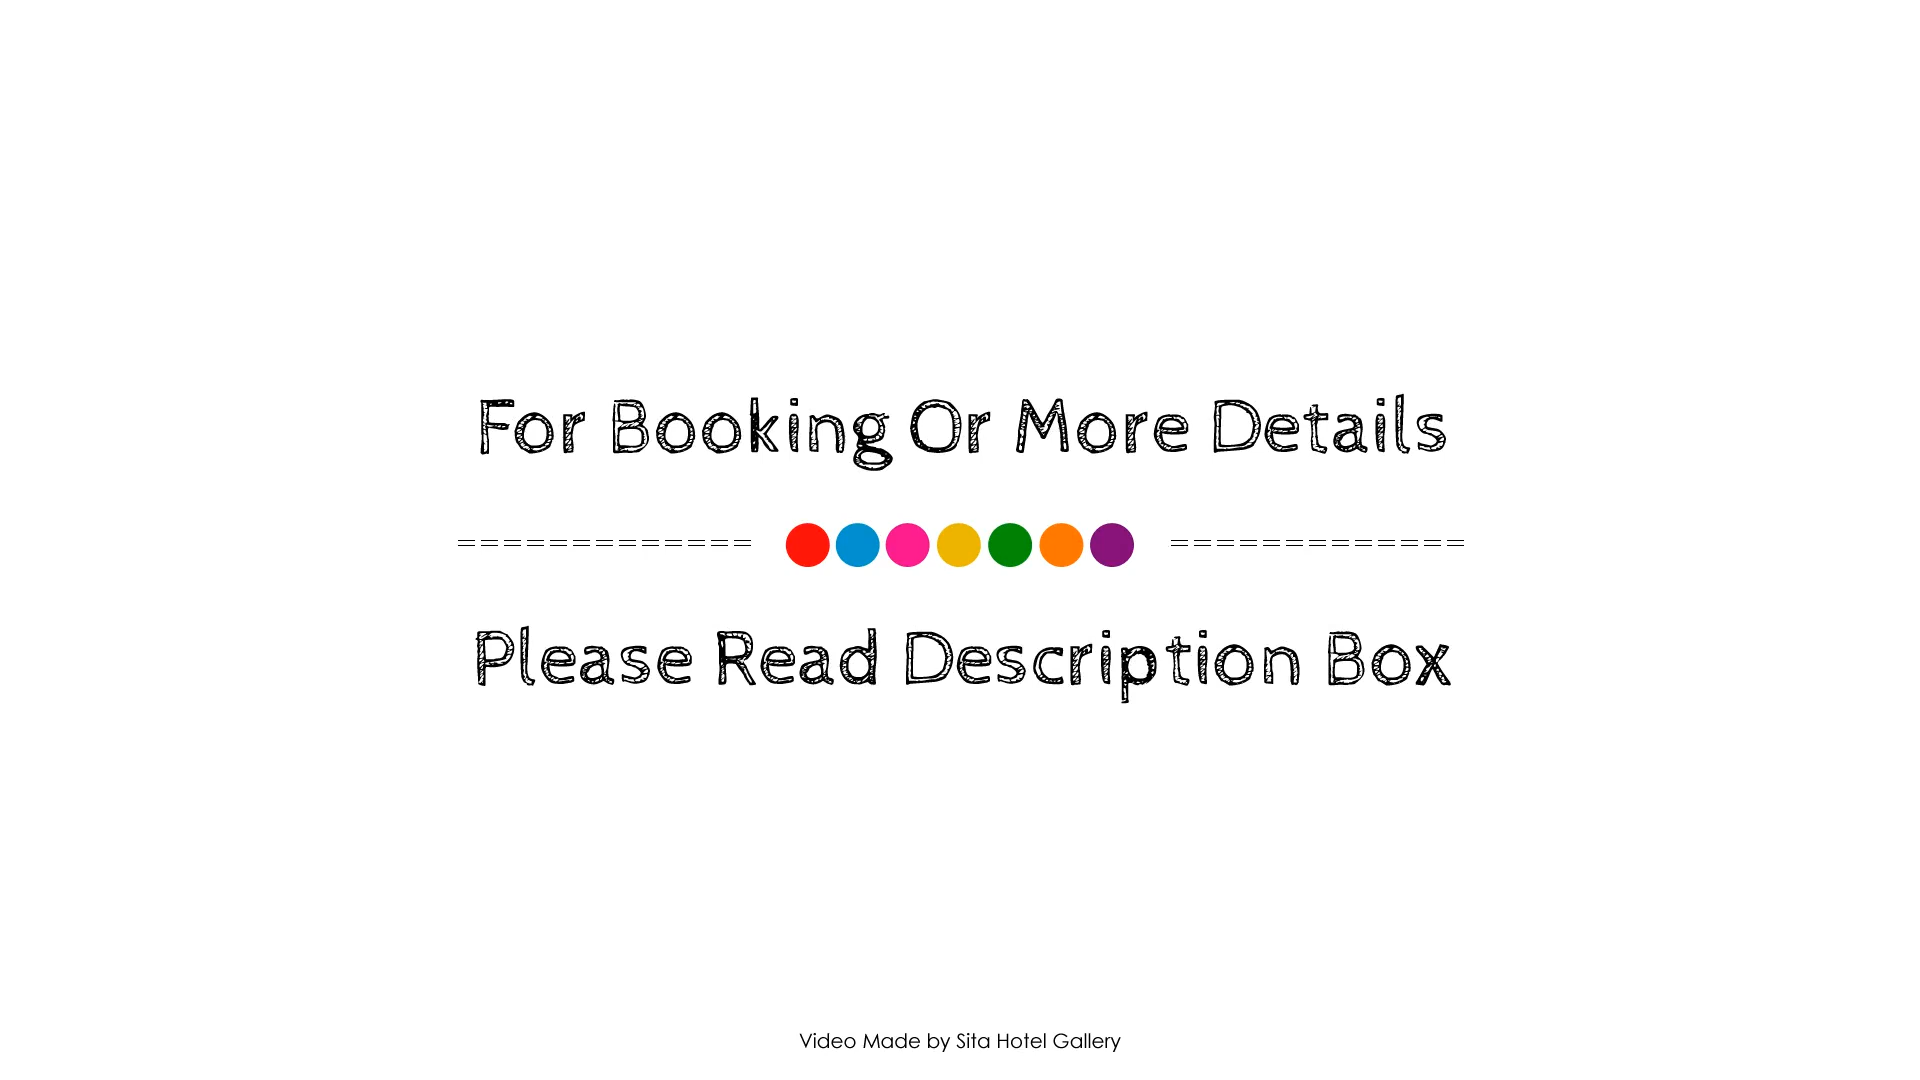 For Booking Or More Details
============= =============
Please Read Description Box
Video Made by Sita Hotel Gallery